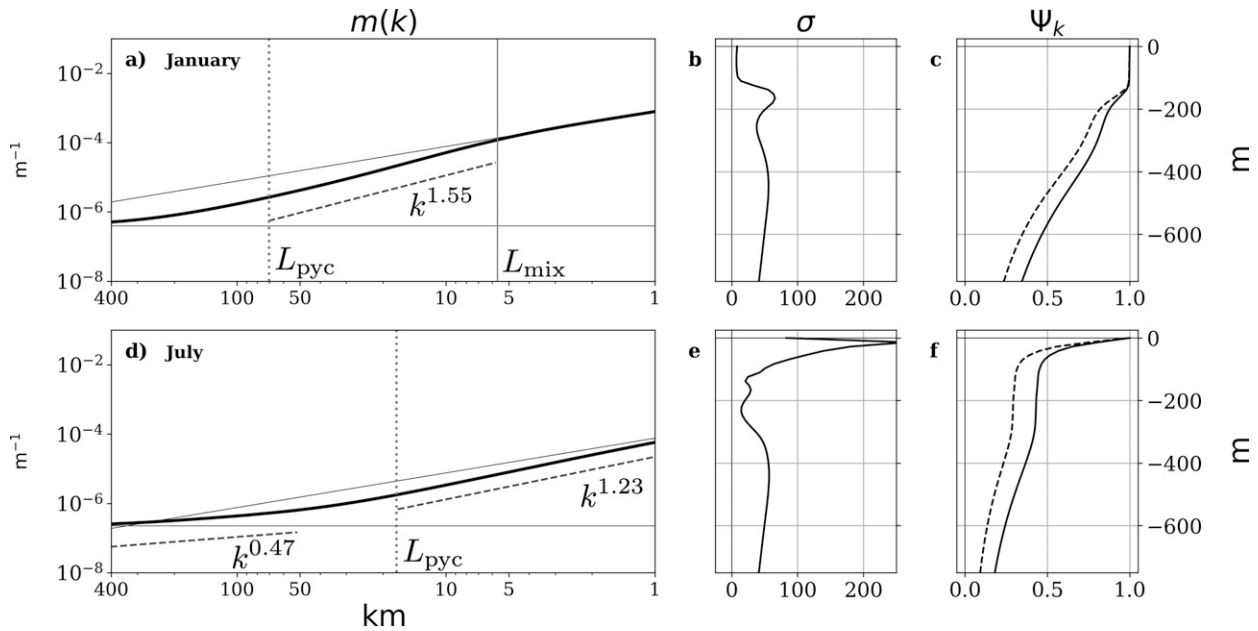 m(k) σ Ψ_k
a) January b c
10⁻² 0
10⁻⁴ −200
m⁻¹ −400 m
10⁻⁶ k^1.55 −600
10⁻⁸ L_pyc L_mix
400 100 50 10 5 1 0 100 200 0.0 0.5 1.0
d) July e f
10⁻² 0
10⁻⁴ −200
m⁻¹ k^1.23 −400 m
10⁻⁶ −600
k^0.47 L_pyc
10⁻⁸
400 100 50 10 5 1 0 100 200 0.0 0.5 1.0
km